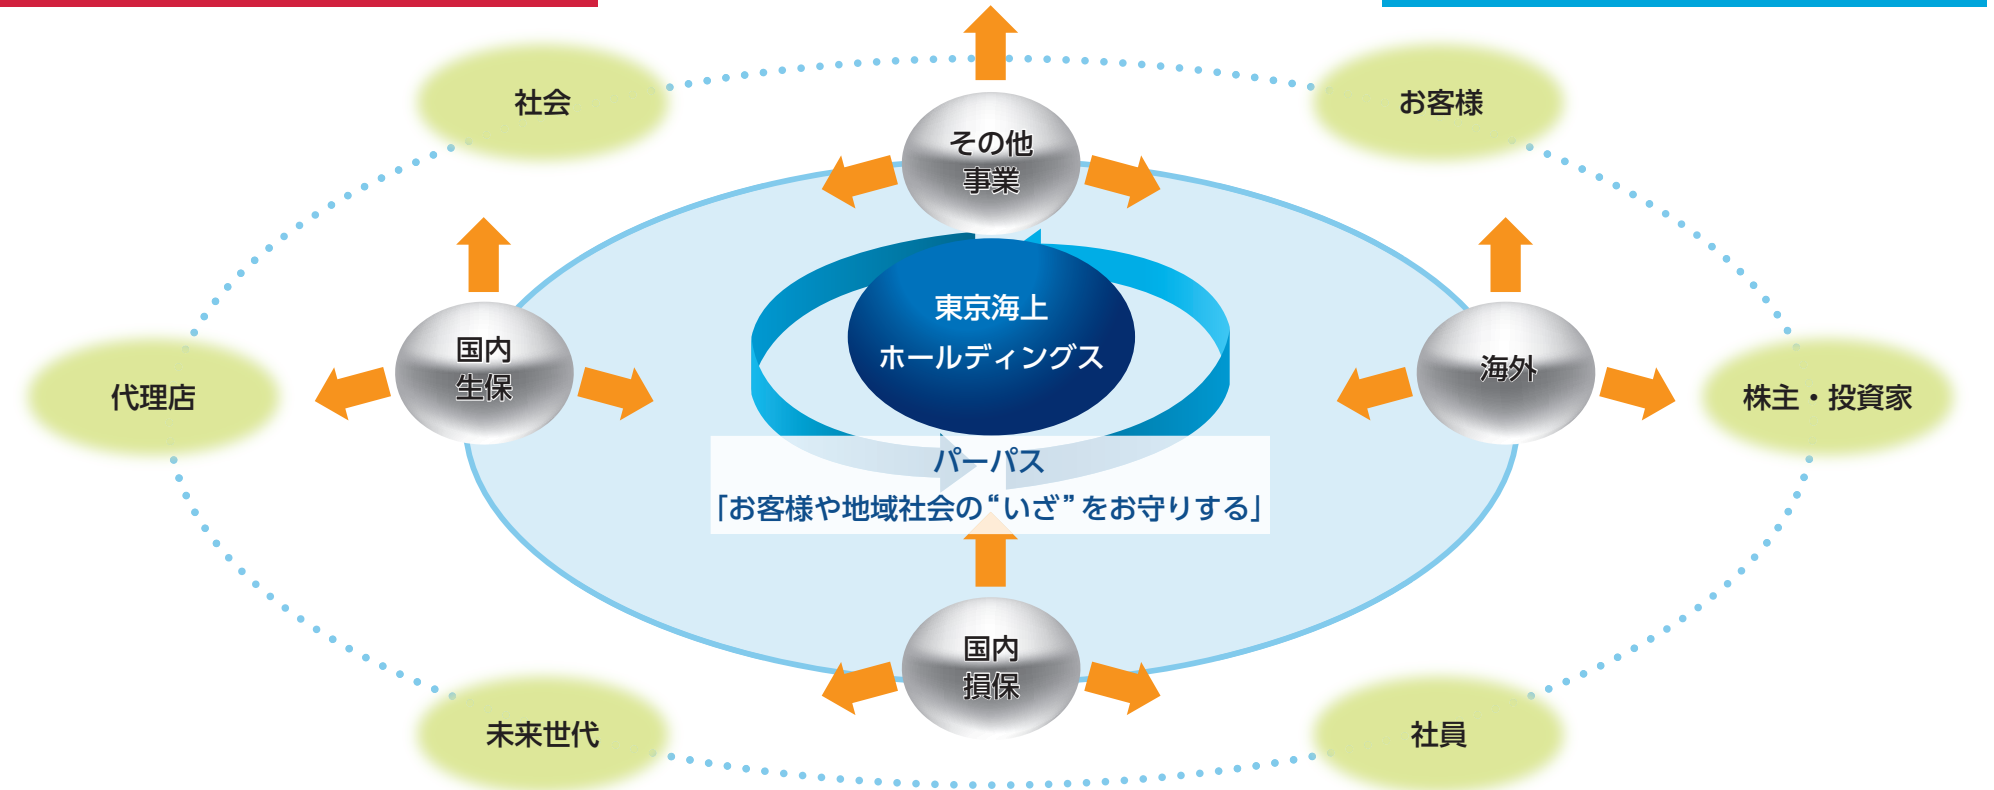 社会
お客様
その他
事業
国内
生保
東京海上
ホールディングス
海外
代理店
株主・投資家
パーパス
「お客様や地域社会の“いざ”をお守りする」
国内
損保
未来世代
社員